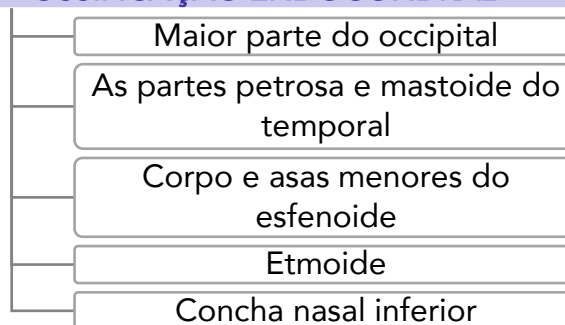 Maior parte do occipital
As partes petrosa e mastoide do
temporal
Corpo e asas menores do
esfenoide
Etmoide
Concha nasal inferior